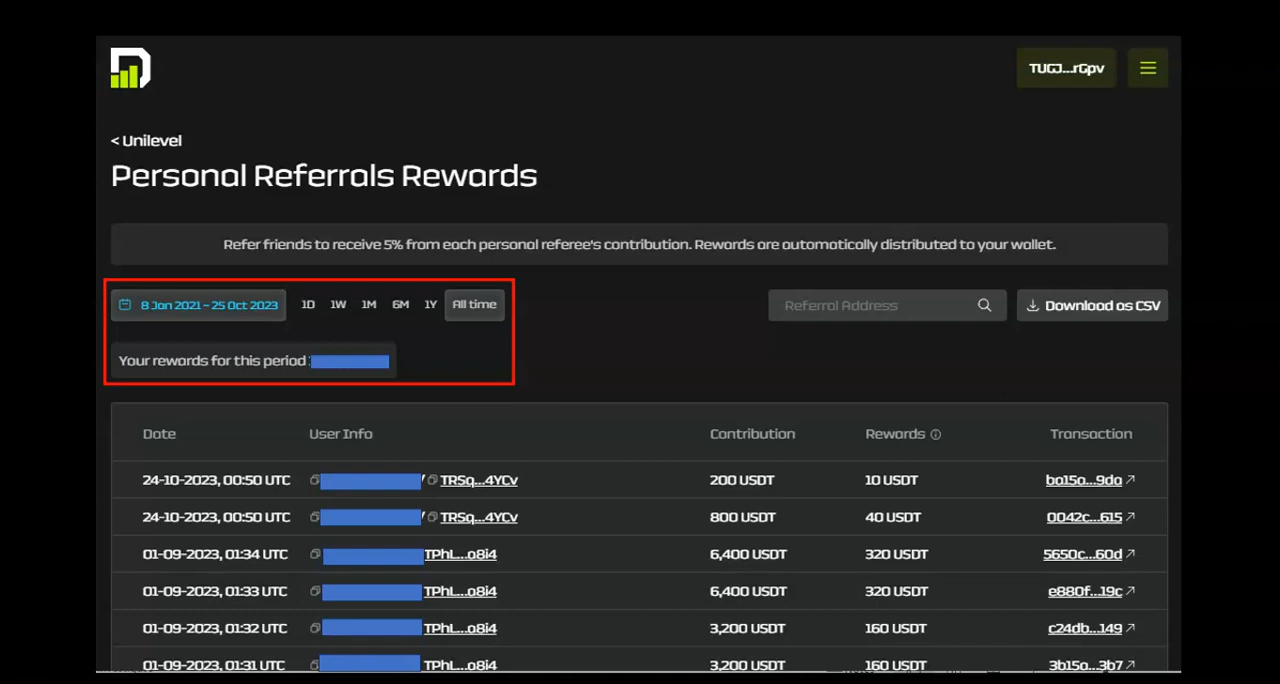 TUGJ...rGpv
< Unilevel
Personal Referrals Rewards
Refer friends to receive 5% from each personal referee's contribution. Rewards are automatically distributed to your wallet.
8 Jan 2021 - 25 Oct 2023 1D 1W 1M 6M 1Y All time Referral Address Download as CSV
Your rewards for this period :
Date User Info Contribution Rewards Transaction
24-10-2023, 00:50 UTC / TRSq...4YCv 200 USDT 10 USDT ba15a...9da
24-10-2023, 00:50 UTC / TRSq...4YCv 800 USDT 40 USDT 0042c...615
01-09-2023, 01:34 UTC TPhL...a8i4 6,400 USDT 320 USDT 5650c...60d
01-09-2023, 01:33 UTC TPhL...a8i4 6,400 USDT 320 USDT e880f...19c
01-09-2023, 01:32 UTC TPhL...a8i4 3,200 USDT 160 USDT c24db...149
01-09-2023, 01:31 UTC TPhL...a8i4 3,200 USDT 160 USDT 3b15a...3b7